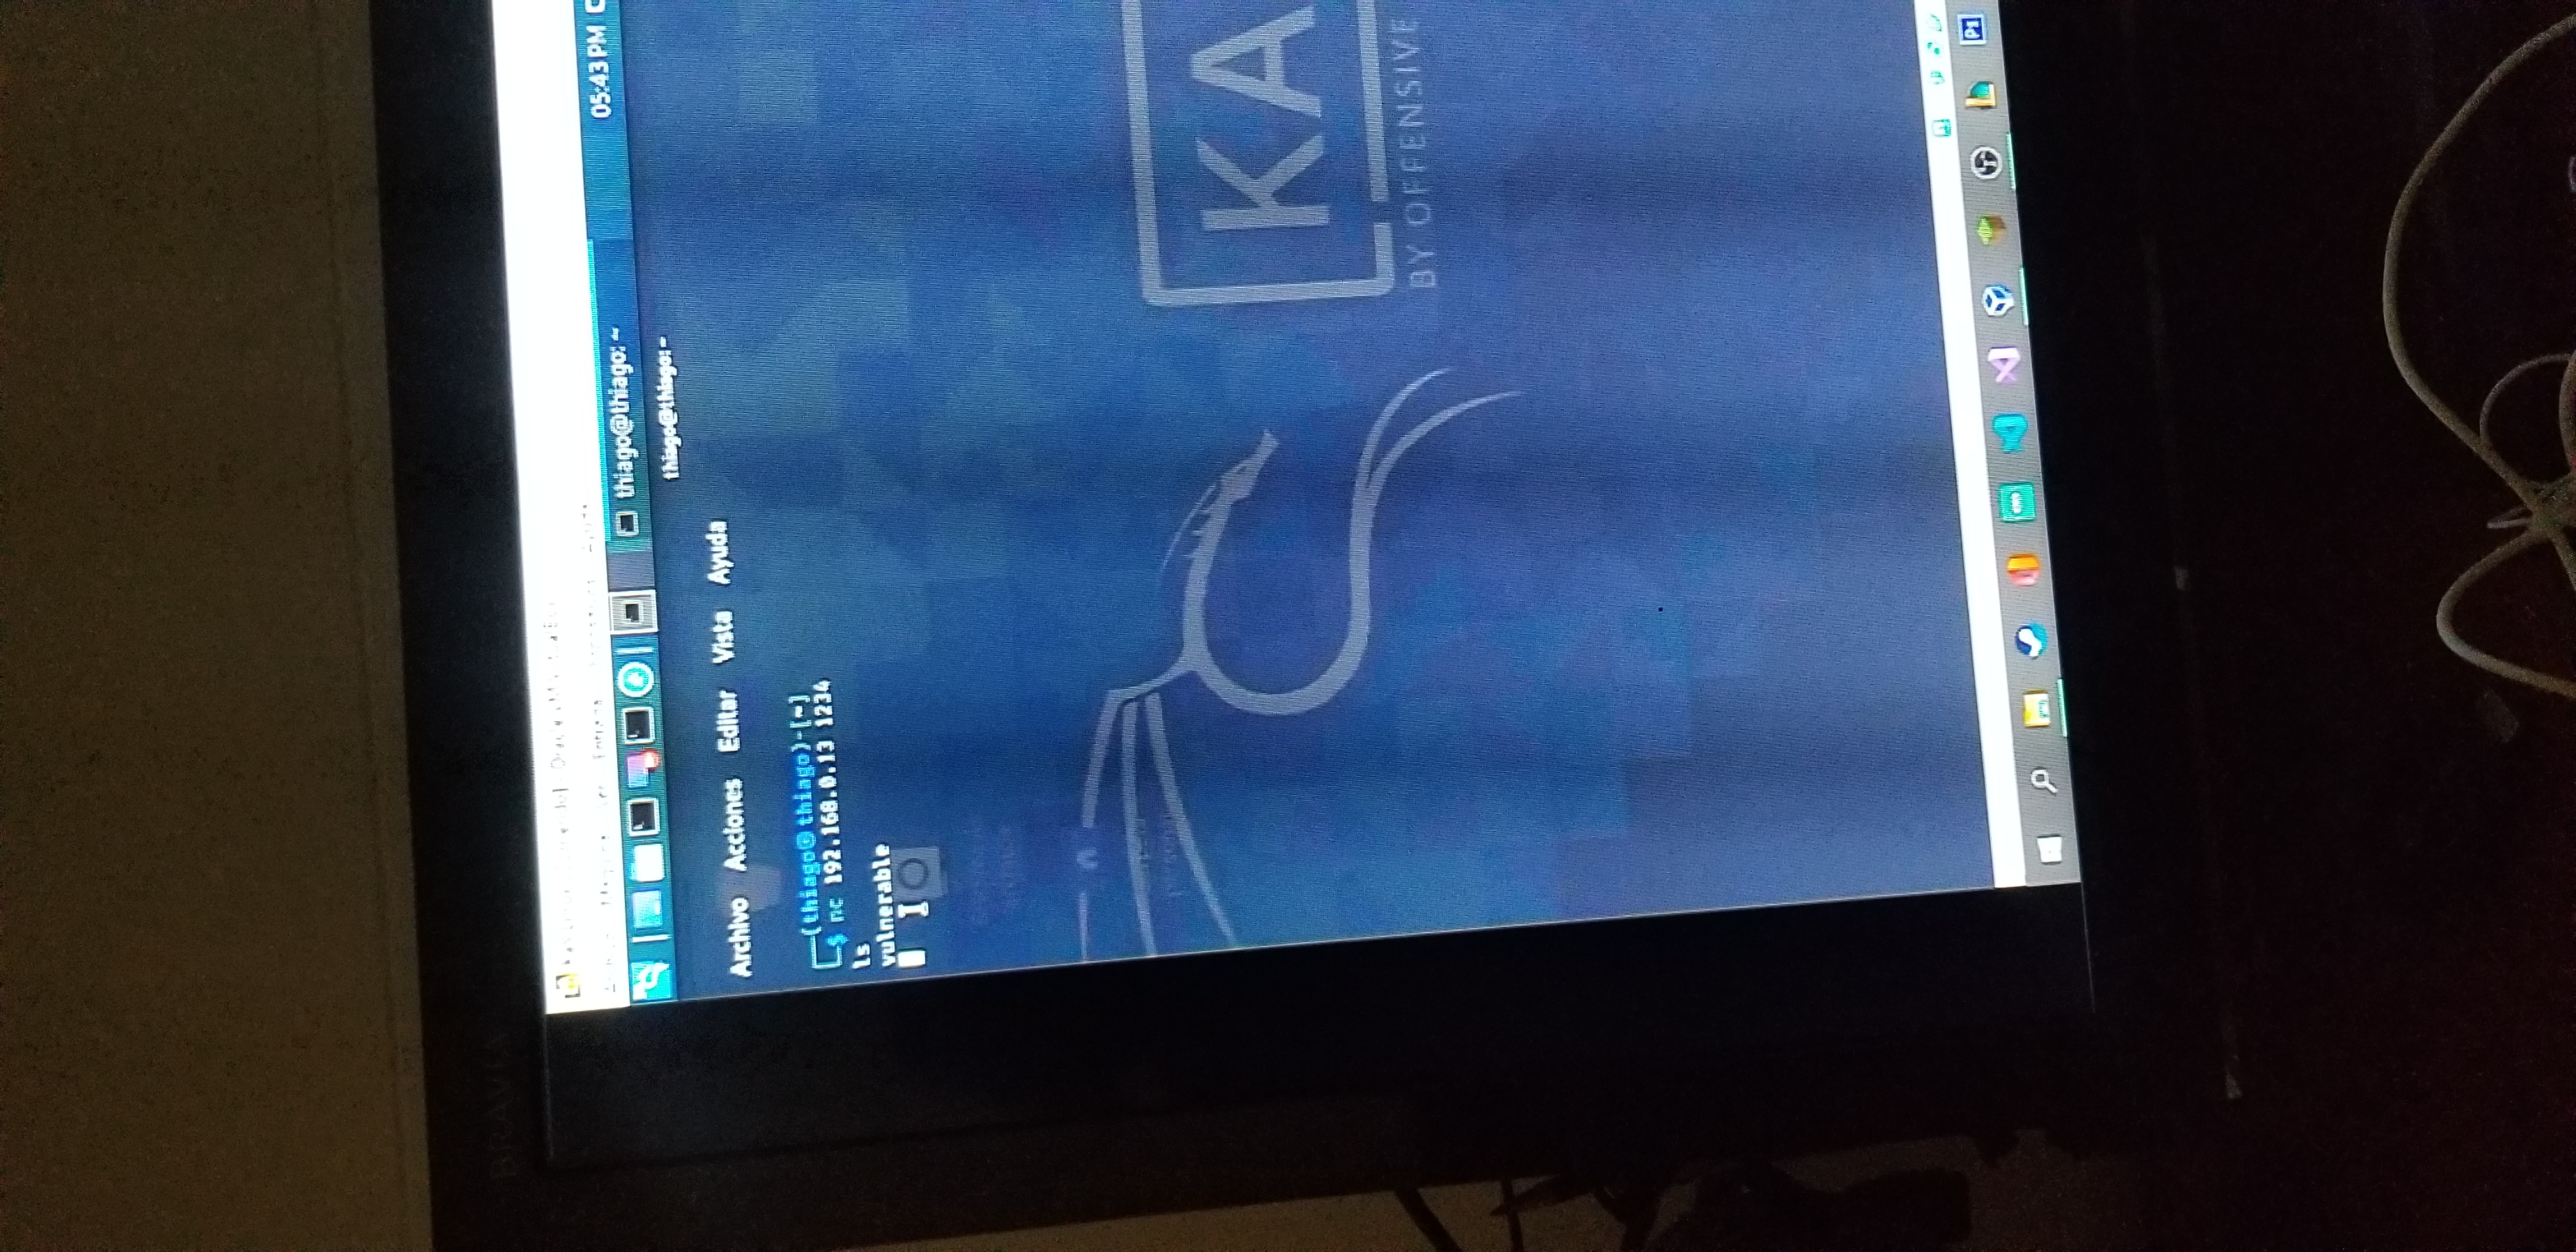 BRAVIA
thiago@thiago: ~
05:43 PM
thiago@thiago: ~
Archivo Acciones Editar Vista Ayuda
(thiago@thiago)-[~]
$ nc 192.168.0.13 1234
ls
vulnerable
KA
BY OFFENSIVE